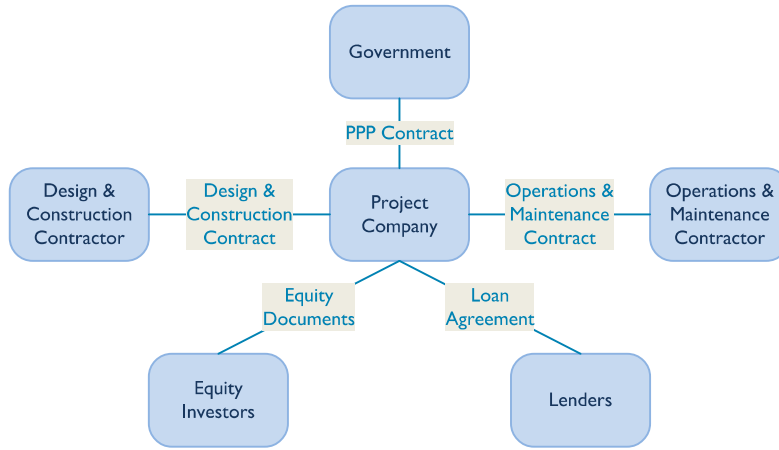 Government
PPP Contract
Design &
Construction
Contractor
Design &
Construction
Contract
Project
Company
Operations &
Maintenance
Contract
Operations &
Maintenance
Contractor
Equity
Documents
Loan
Agreement
Equity
Investors
Lenders